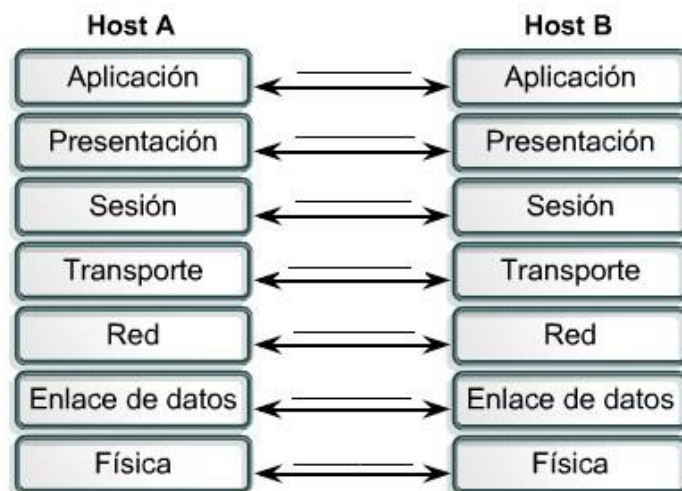 Host A Host B
Aplicación Aplicación
Presentación Presentación
Sesión Sesión
Transporte Transporte
Red Red
Enlace de datos Enlace de datos
Física Física